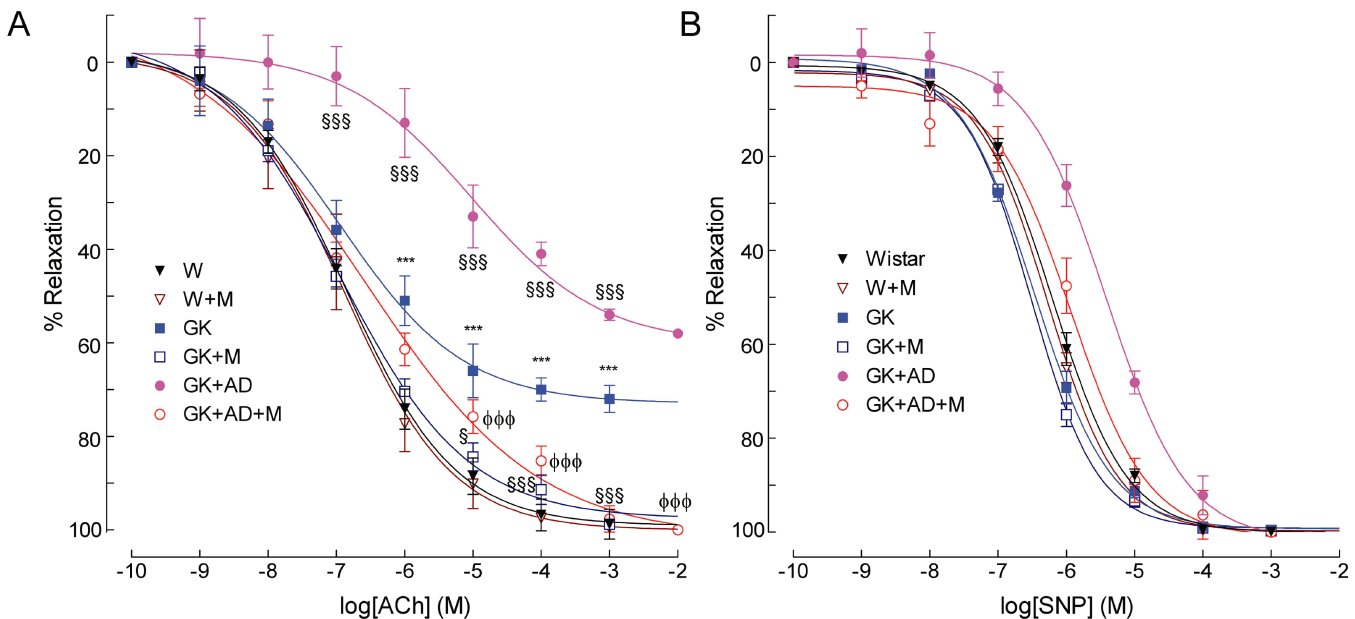 A
% Relaxation
0
20
40
60
80
100
W
W+M
GK
GK+M
GK+AD
GK+AD+M
§§§
§§§
§§§
§§§
§§§
***
***
***
***
§
ϕϕϕ
§§§
ϕϕϕ
§§§
ϕϕϕ
-10 -9 -8 -7 -6 -5 -4 -3 -2
log[ACh] (M)
B
% Relaxation
0
20
40
60
80
100
Wistar
W+M
GK
GK+M
GK+AD
GK+AD+M
-10 -9 -8 -7 -6 -5 -4 -3 -2
log[SNP] (M)